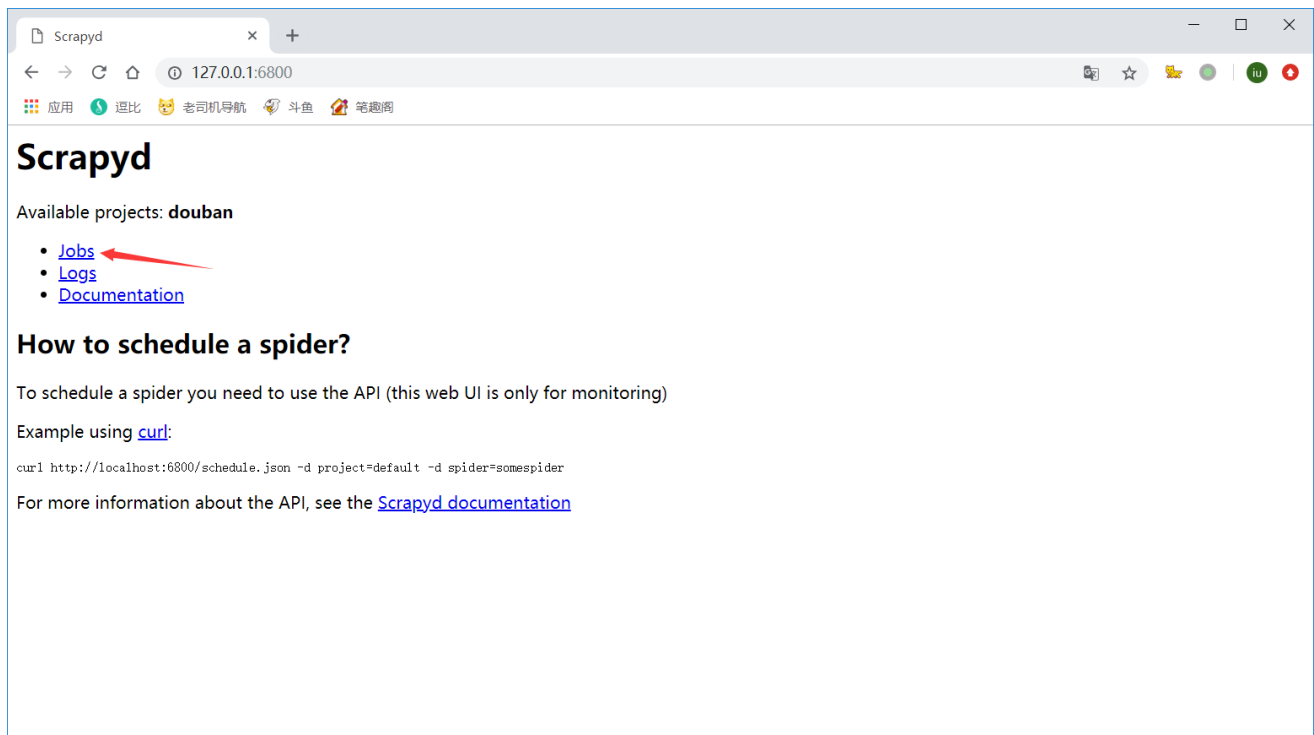 Scrapyd
127.0.0.1:6800
iu
应用 逗比 老司机导航 斗鱼 笔趣阁
Scrapyd
Available projects: douban
• Jobs
• Logs
• Documentation
How to schedule a spider?
To schedule a spider you need to use the API (this web UI is only for monitoring)
Example using curl:
curl http://localhost:6800/schedule.json -d project=default -d spider=somespider
For more information about the API, see the Scrapyd documentation